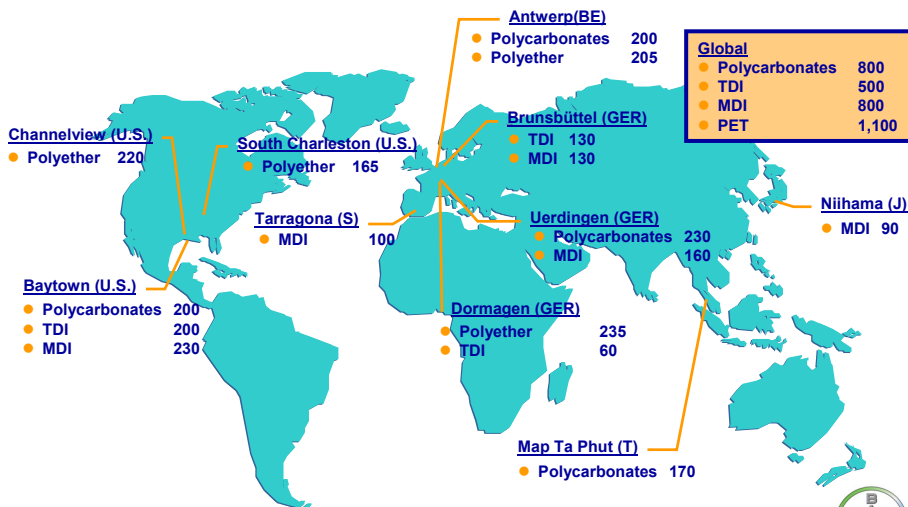 Antwerp(BE)
Polycarbonates 200
Polyether 205
Global
Polycarbonates 800
TDI 500
MDI 800
PET 1,100
Brunsbüttel (GER)
TDI 130
MDI 130
Channelview (U.S.)
Polyether 220
South Charleston (U.S.)
Polyether 165
Niihama (J)
MDI 90
Tarragona (S)
MDI 100
Uerdingen (GER)
Polycarbonates 230
MDI 160
Baytown (U.S.)
Polycarbonates 200
TDI 200
MDI 230
Dormagen (GER)
Polyether 235
TDI 60
Map Ta Phut (T)
Polycarbonates 170
B